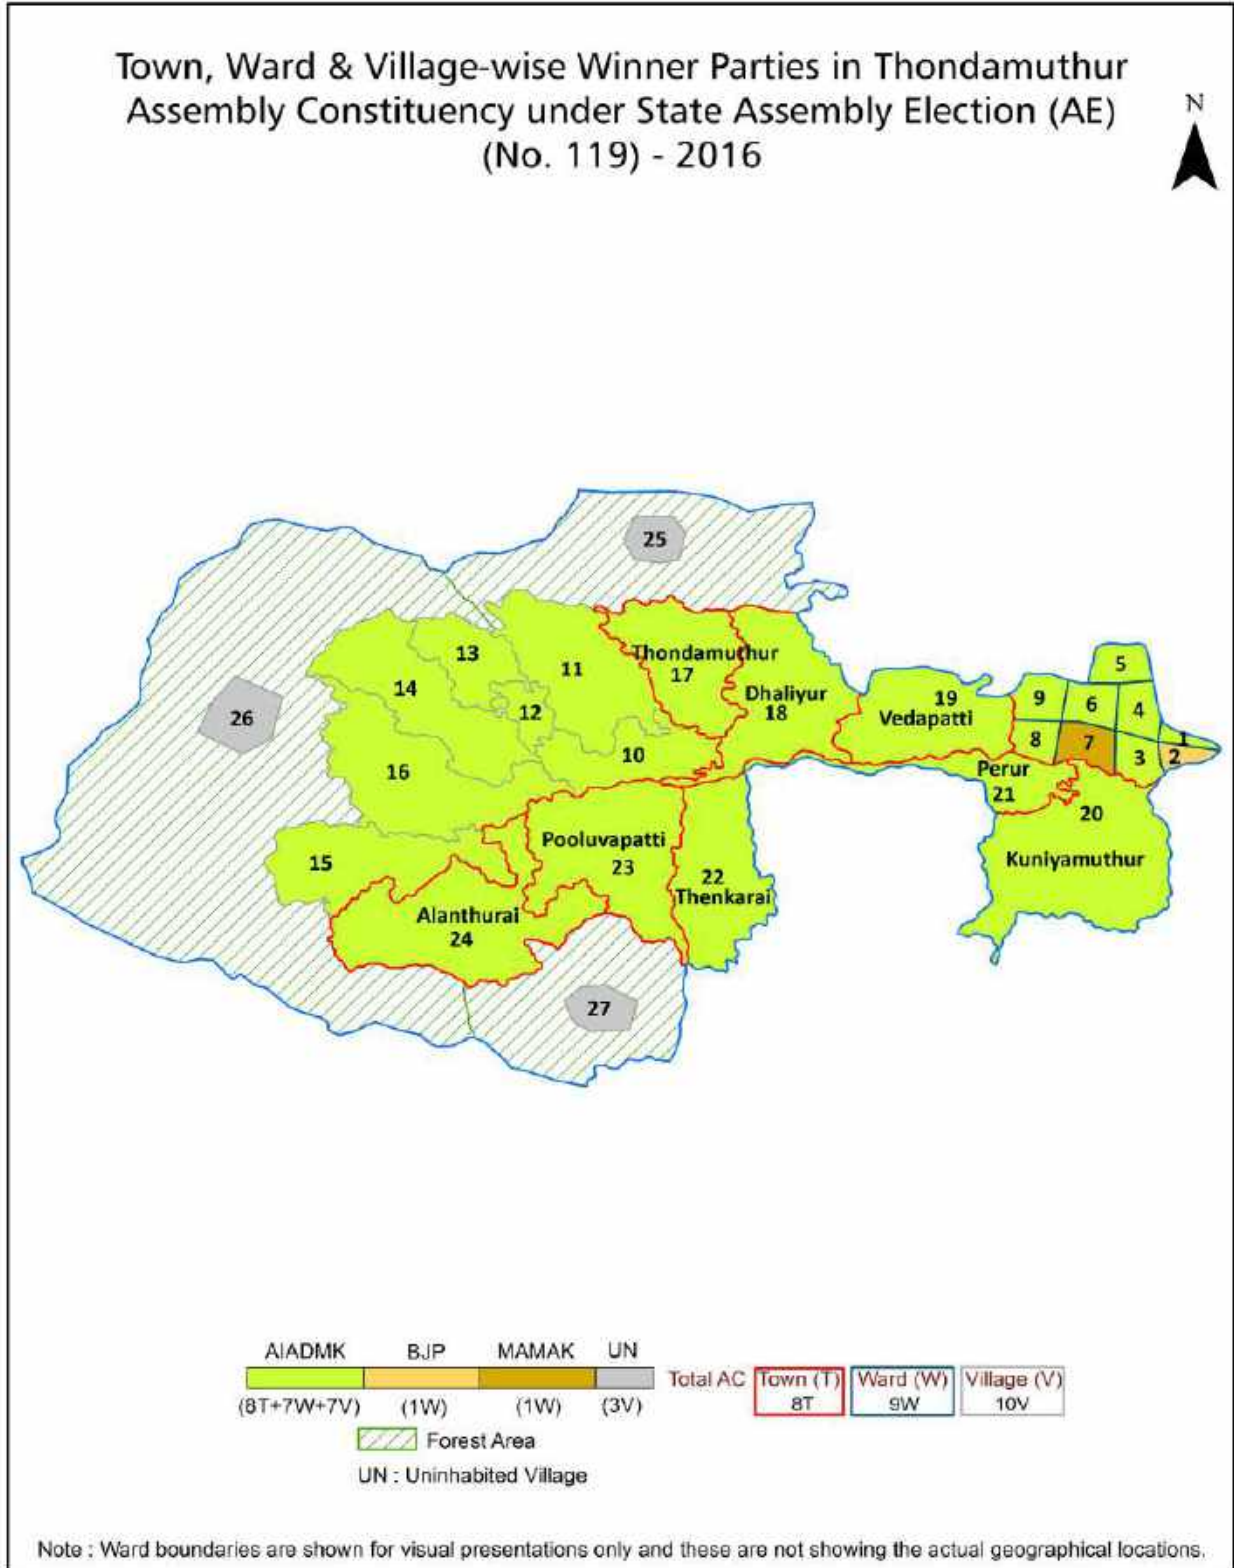 Town, Ward & Village-wise Winner Parties in Thondamuthur
Assembly Constituency under State Assembly Election (AE)
(No. 119) - 2016
N
25
5
13
11
Thondamuthur
17
14
Dhaliyur
18
19
Vedapatti
9
6
4
26
12
10
8
7
1
3
2
16
Perur
21
20
Pooluvapatti
23
15
22
Thenkarai
Kuniyamuthur
Alanthurai
24
27
AIADMK BJP MAMAK UN
Total AC Town (T) Ward (W) Village (V)
8T 9W 10V
(8T+7W+7V) (1W) (1W) (3V)
Forest Area
UN : Uninhabited Village
Note : Ward boundaries are shown for visual presentations only and these are not showing the actual geographical locations.